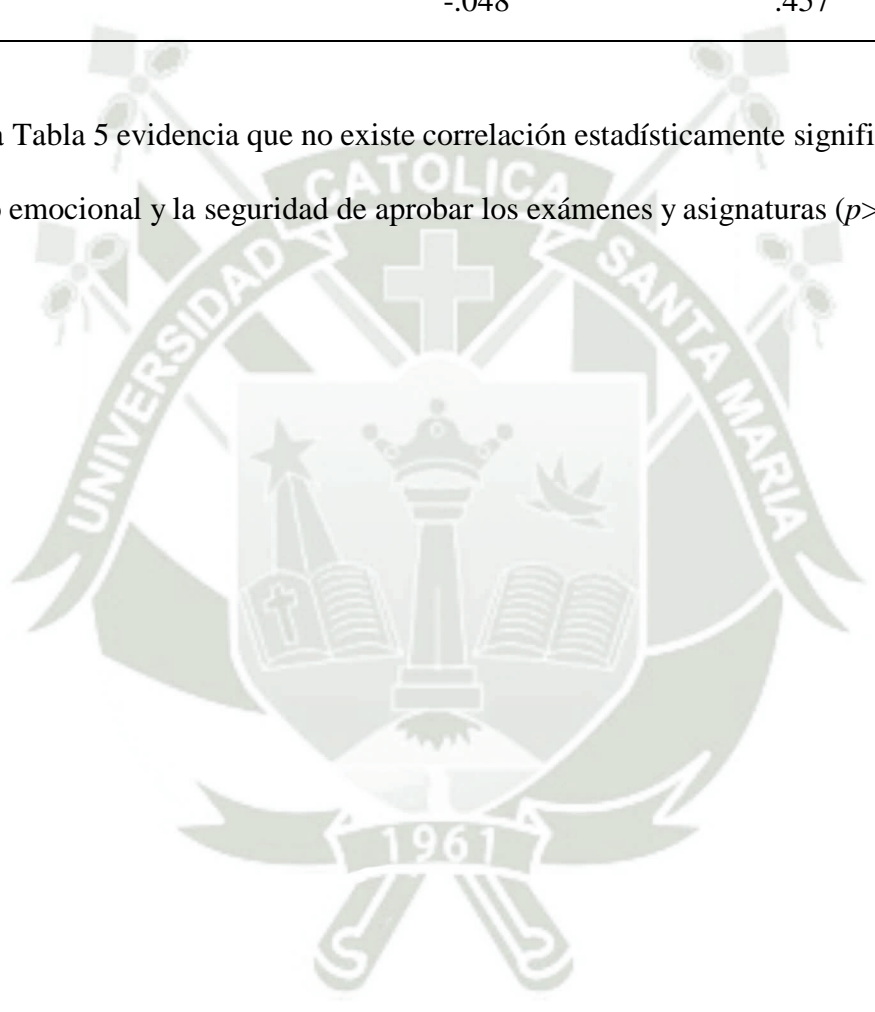 -.048 .457
a Tabla 5 evidencia que no existe correlación estadísticamente signifi
o emocional y la seguridad de aprobar los exámenes y asignaturas (p>
UNIVERSIDAD CATOLICA SANTA MARIA
1961